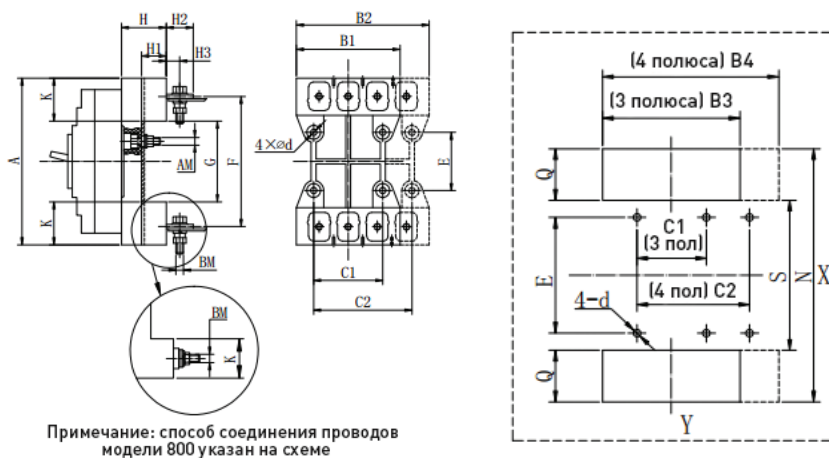 H
H2
H1
H3
K
A
AM
G
F
K
BM
BM
K
B2
B1
4×ød
E
C1
C2
Примечание: способ соединения проводов
модели 800 указан на схеме
(4 полюса) B4
(3 полюса) B3
Q
C1
(3 пол)
E
(4 пол) C2
S
N
X
4-d
Q
Y